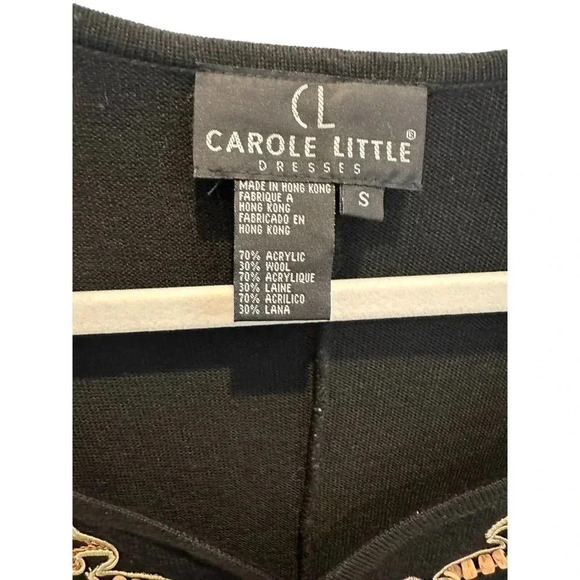 CL
CAROLE LITTLE®
DRESSES
S
MADE IN HONG KONG
FABRIQUE A
HONG KONG
FABRICADO EN
HONG KONG
70% ACRYLIC
30% WOOL
70% ACRYLIQUE
30% LAINE
70% ACRILICO
30% LANA